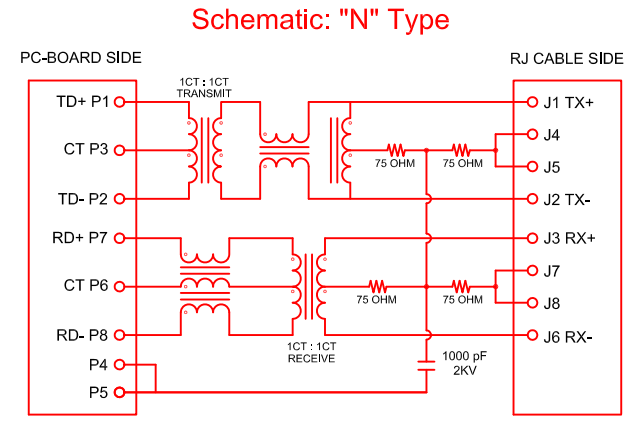 Schematic: "N" Type
PC-BOARD SIDE
RJ CABLE SIDE
1CT : 1CT
TRANSMIT
TD+ P1
J1 TX+
J4
CT P3
75 OHM
75 OHM
J5
TD- P2
J2 TX-
RD+ P7
J3 RX+
J7
CT P6
75 OHM
75 OHM
J8
RD- P8
J6 RX-
1CT : 1CT
RECEIVE
P4
1000 pF
2KV
P5